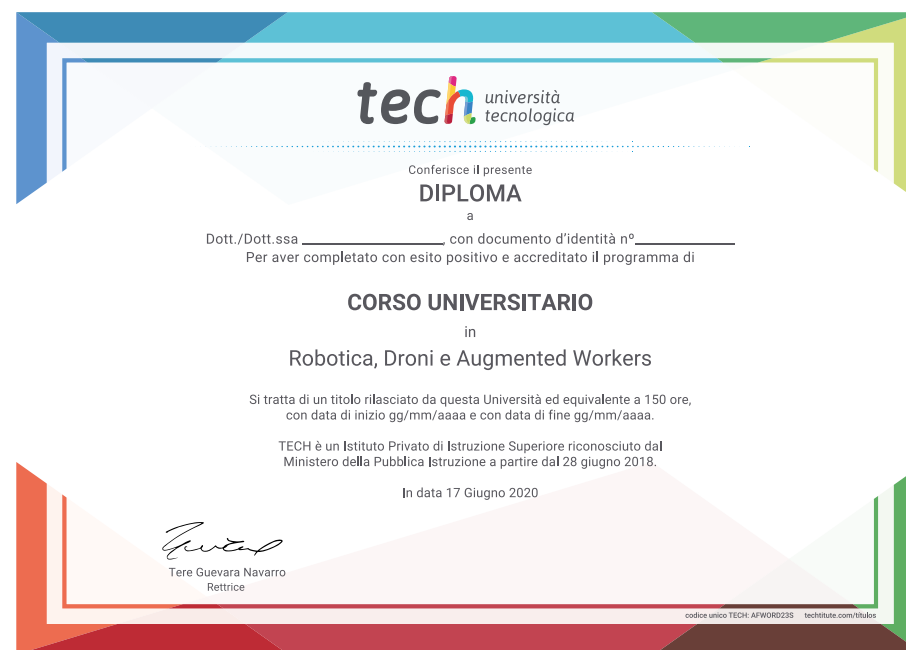 tech università
tecnologica
Conferisce il presente
DIPLOMA
a
Dott./Dott.ssa ____________________, con documento d'identità nº______________
Per aver completato con esito positivo e accreditato il programma di
CORSO UNIVERSITARIO
in
Robotica, Droni e Augmented Workers
Si tratta di un titolo rilasciato da questa Università ed equivalente a 150 ore,
con data di inizio gg/mm/aaaa e con data di fine gg/mm/aaaa.
TECH è un Istituto Privato di Istruzione Superiore riconosciuto dal
Ministero della Pubblica Istruzione a partire dal 28 giugno 2018.
In data 17 Giugno 2020
Tere Guevara Navarro
Rettrice
codice unico TECH: AFWORD23S techtitute.com/títulos